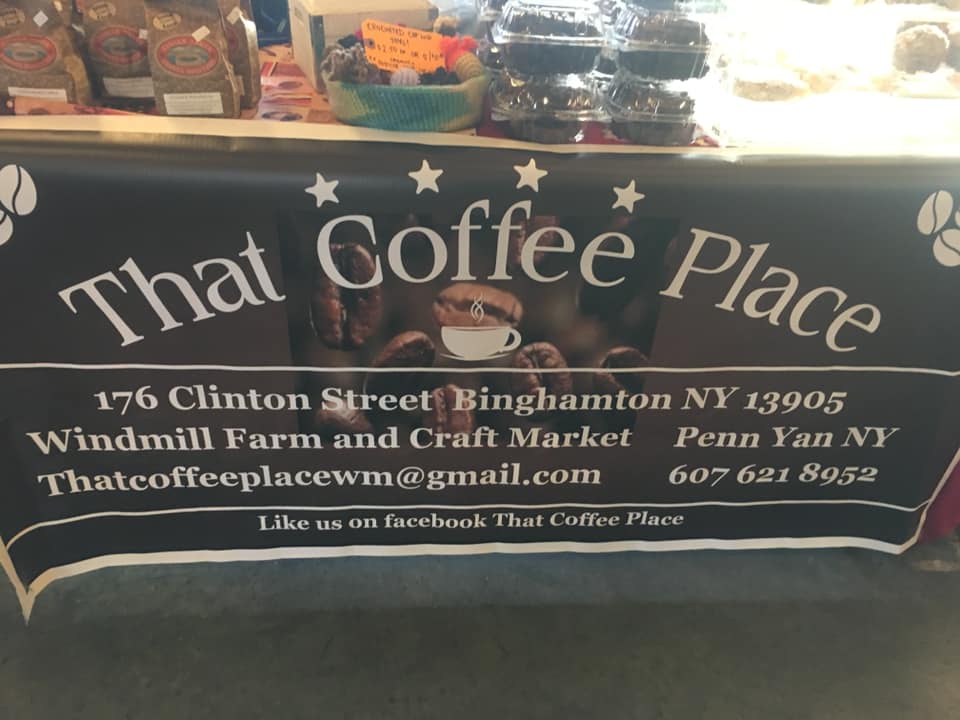 CROCHETED
That Coffee Place
176 Clinton Street Binghamton NY 13905
Windmill Farm and Craft Market Penn Yan NY
Thatcoffeeplacewm@gmail.com 607 621 8952
Like us on facebook That Coffee Place